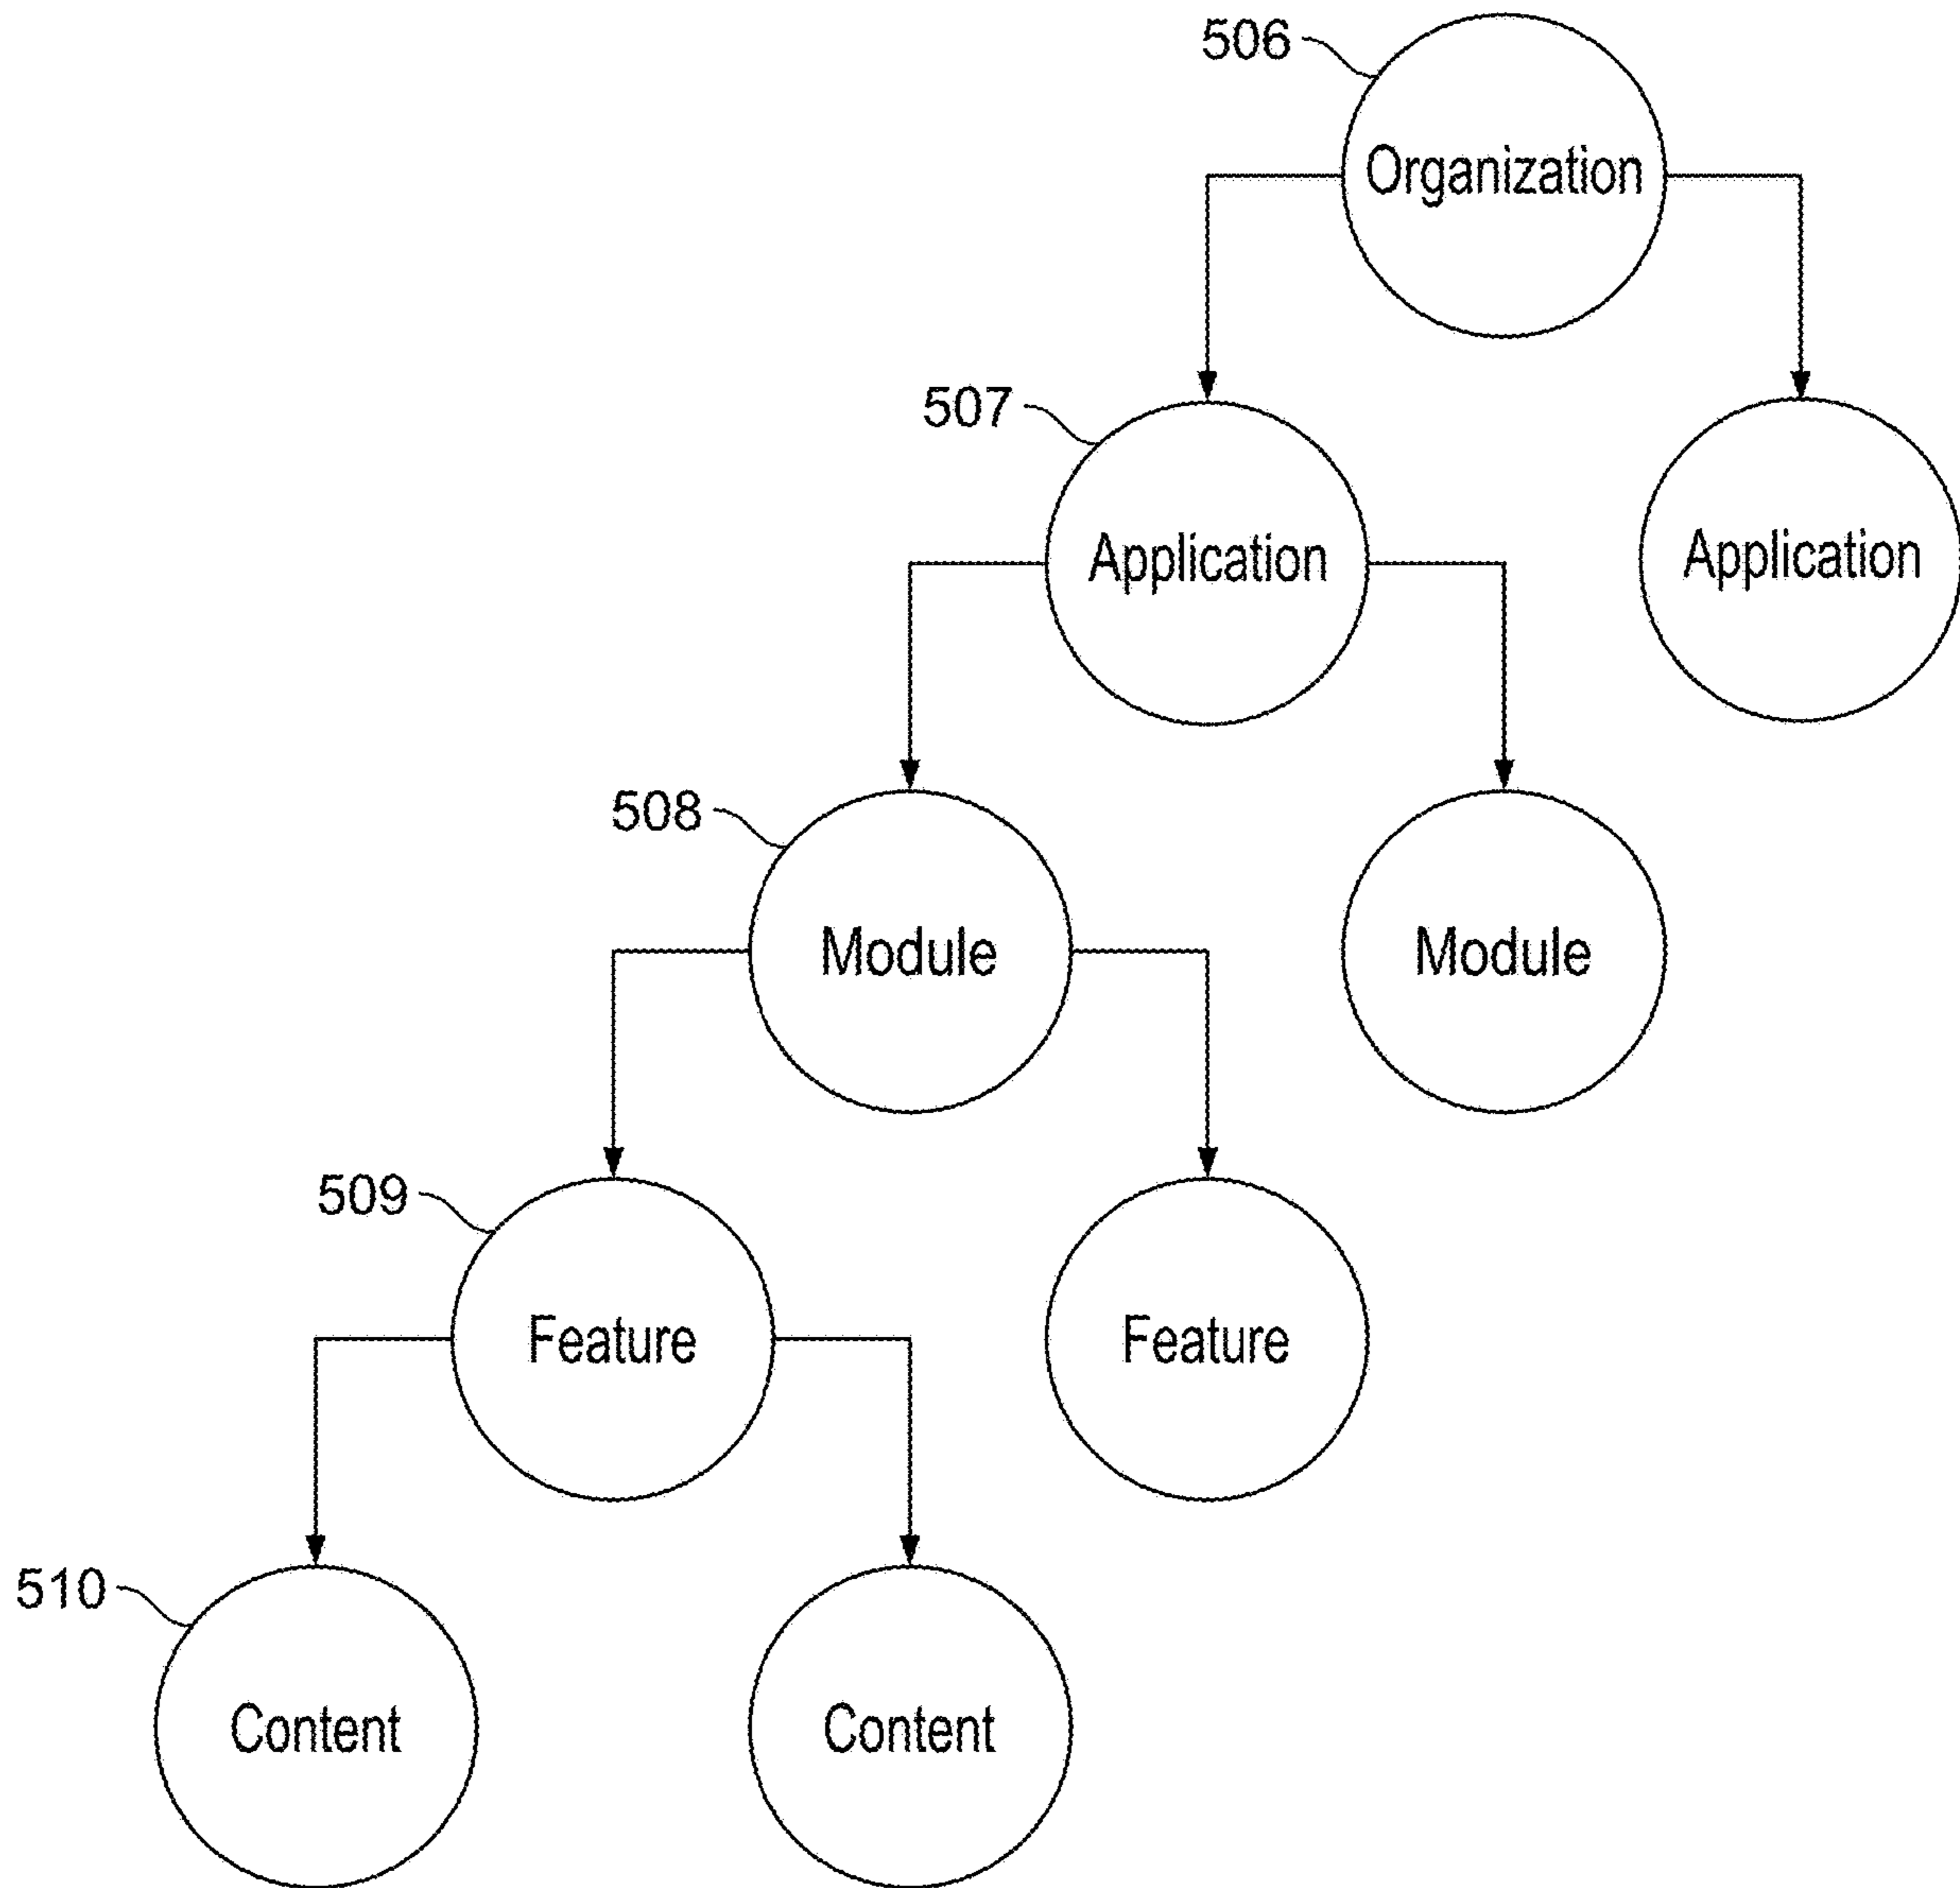 506
Organization
507
Application
Application
508
Module
Module
509
Feature
Feature
510
Content
Content